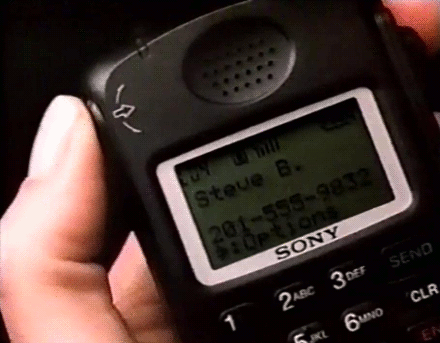 Steve B.
201-555-9032
#:Options
SONY
SEND
1
2ABC
3DEF
CLR
5JKL
6MNO